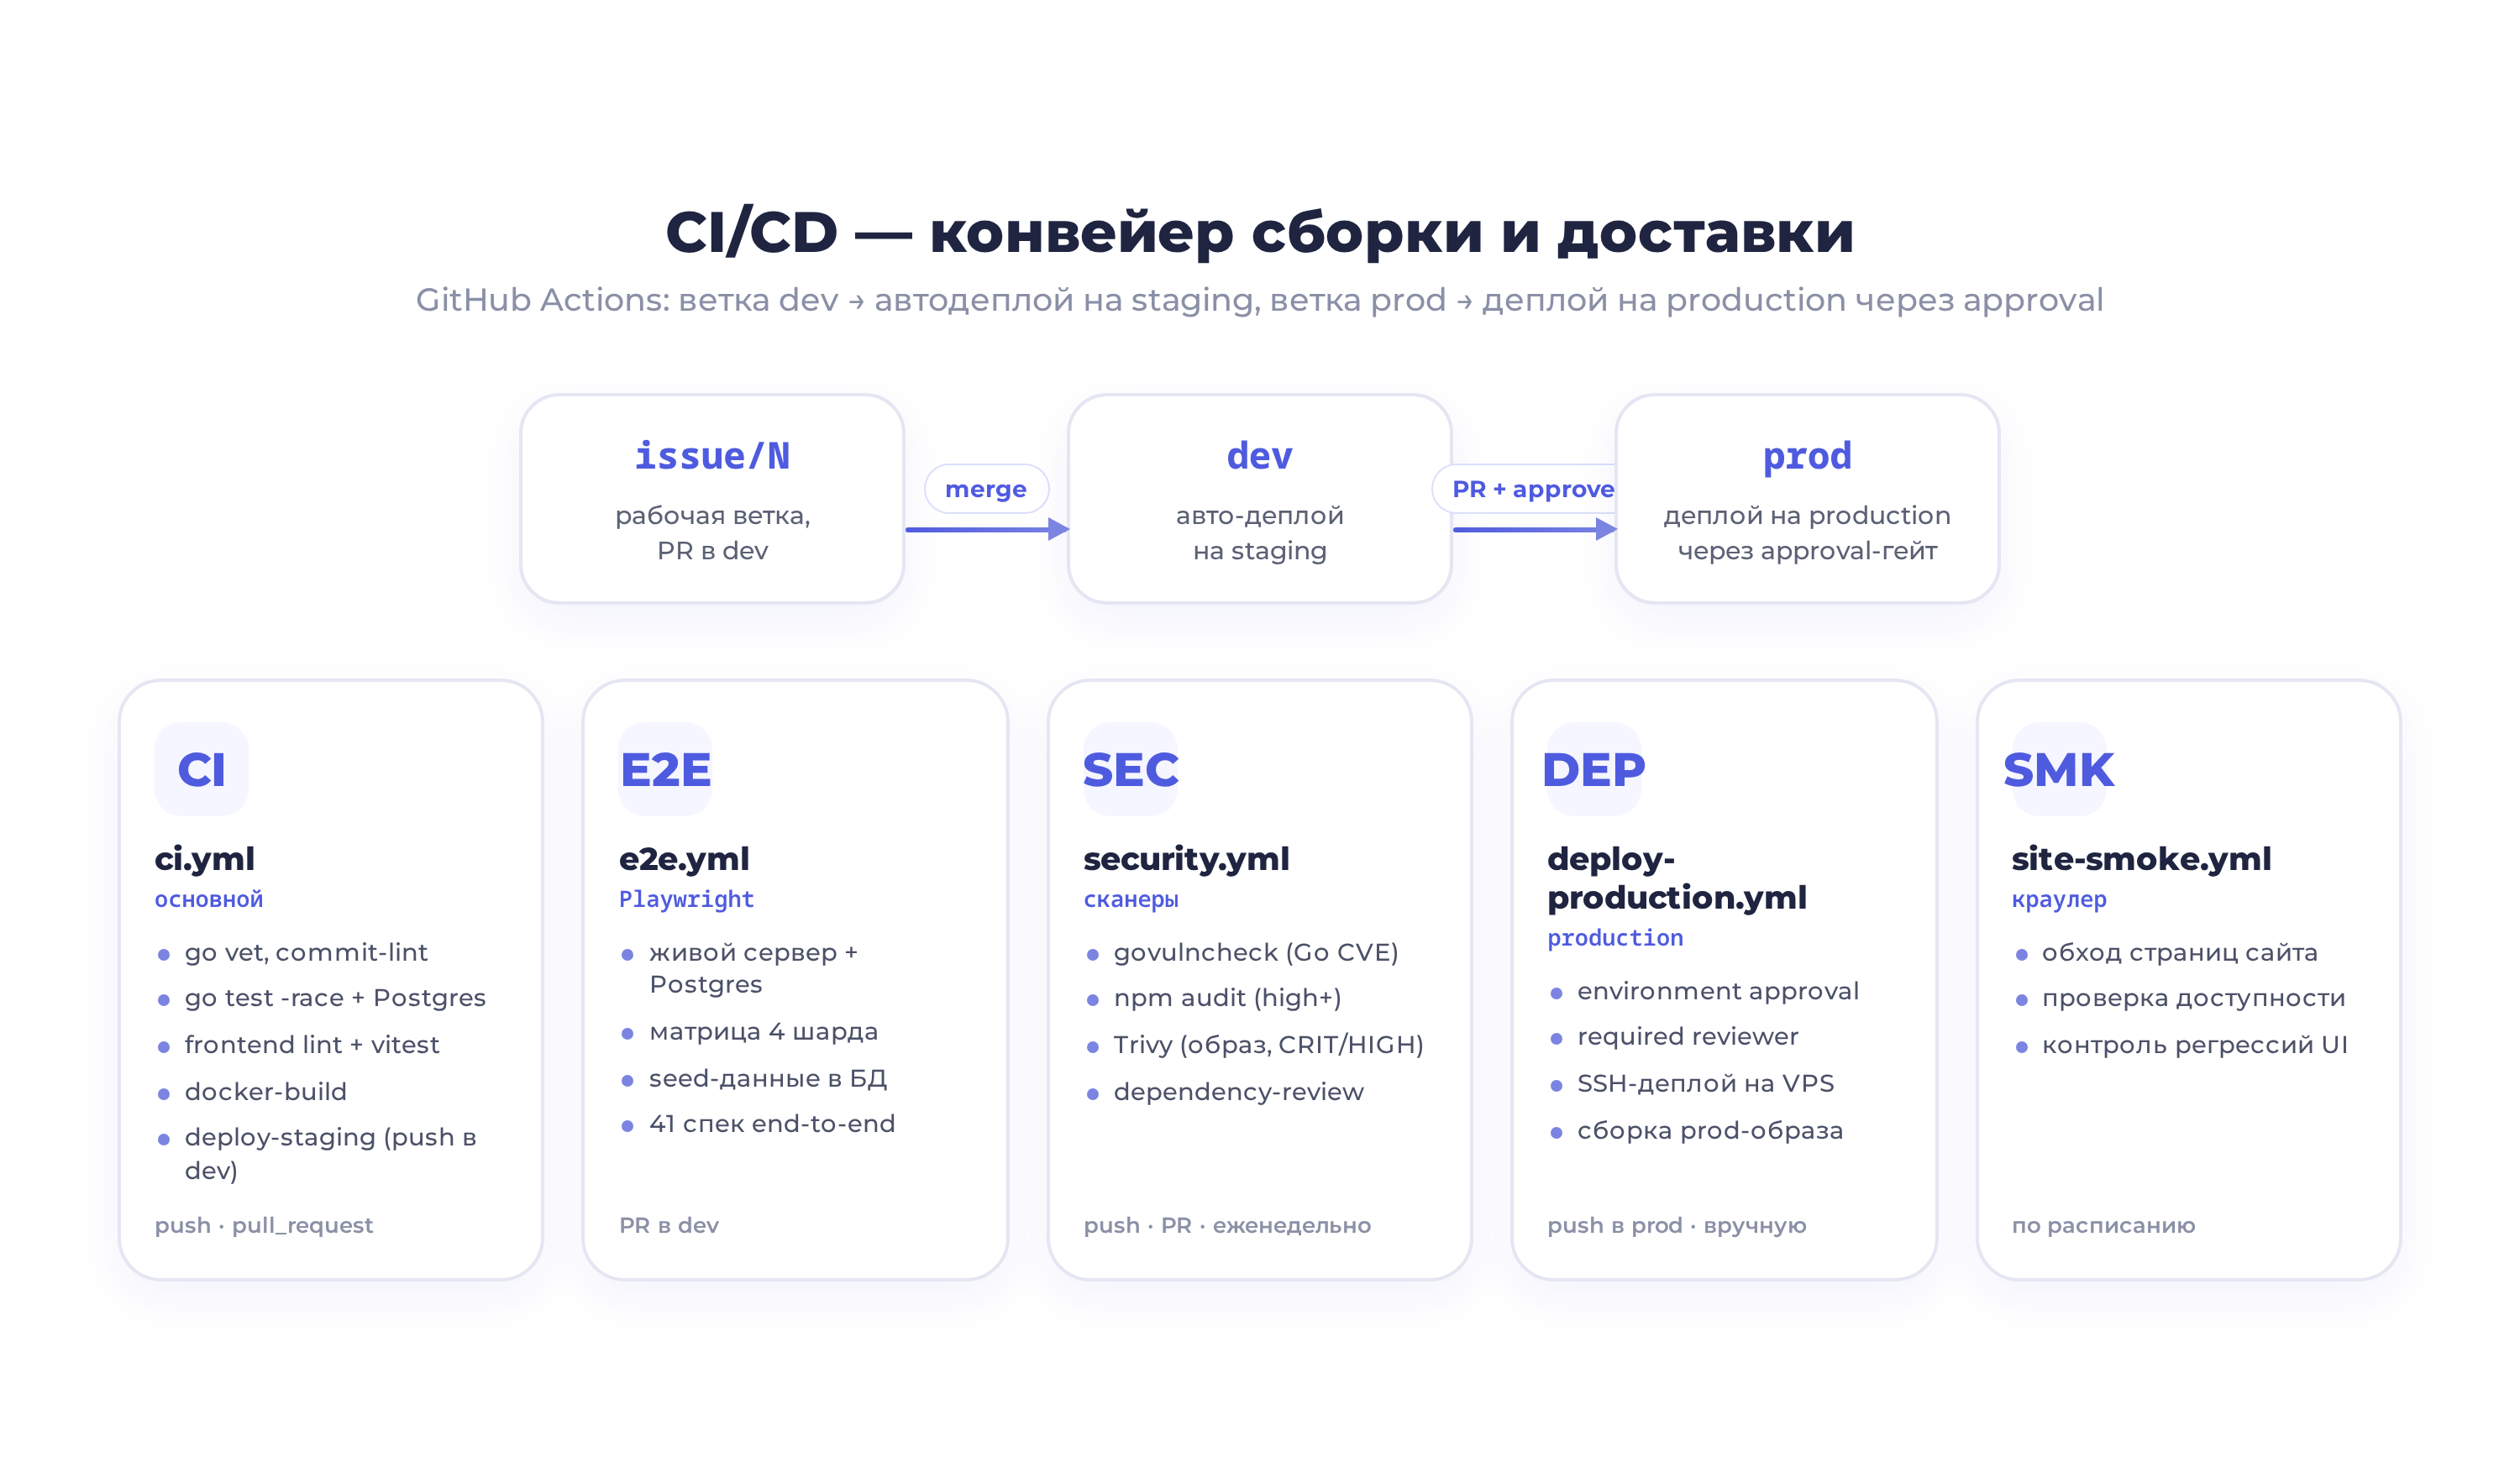 CI/CD — конвейер сборки и доставки
GitHub Actions: ветка dev → автодеплой на staging, ветка prod → деплой на production через approval
issue/N
рабочая ветка,
PR в dev
merge
dev
авто-деплой
на staging
PR + approve
prod
деплой на production
через approval-гейт
CI
ci.yml
основной
go vet, commit-lint
go test -race + Postgres
frontend lint + vitest
docker-build
deploy-staging (push в
dev)
push · pull_request
E2E
e2e.yml
Playwright
живой сервер +
Postgres
матрица 4 шарда
seed-данные в БД
41 спек end-to-end
PR в dev
SEC
security.yml
сканеры
govulncheck (Go CVE)
npm audit (high+)
Trivy (образ, CRIT/HIGH)
dependency-review
push · PR · еженедельно
DEP
deploy-
production.yml
production
environment approval
required reviewer
SSH-деплой на VPS
сборка prod-образа
push в prod · вручную
SMK
site-smoke.yml
краулер
обход страниц сайта
проверка доступности
контроль регрессий UI
по расписанию